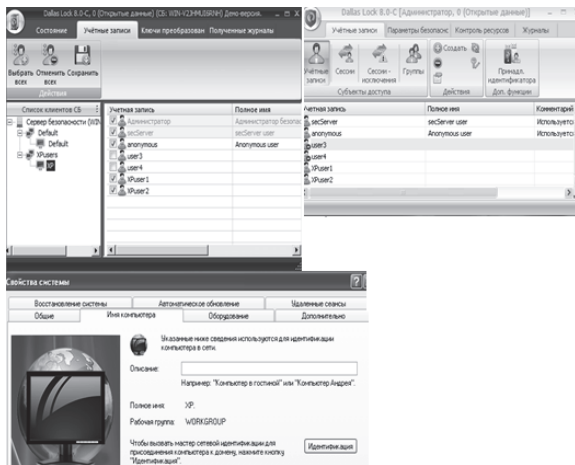 Dallas Lock 8.0-C, 0 (Открытые данные) [СБ: WIN-V2JHMUJ6RNH] Демо-версия.
Состояние Учётные записи Ключи преобразован Полученные журналы
Выбрать всех Отменить всех Сохранить
Действия
Список клиентов СБ
Сервер безопасности (WIN
Default
Default
XPusers
XP
Учетная запись Полное имя
Администратор Администратор безопас
secServer secServer user
anonymous Anonymous user
user3
user4
XPuser1
XPuser2
Dallas Lock 8.0-C [Администратор, 0 (Открытые данные)]
Учётные записи Параметры безопаснс Контроль ресурсов Журналы
Учётные записи Сессии Сессии - исключения Группы
Создать
Принадл. идентификатора
Субъекты доступа Действия Доп. функции
Учетная запись Полное имя Комментарий
secServer secServer user Используется
anonymous Anonymous user Используется
user3
user4
XPuser1
XPuser2
Свойства системы
Восстановление системы Автоматическое обновление Удаленные сеансы
Общие Имя компьютера Оборудование Дополнительно
Указанные ниже сведения используются для идентификации
компьютера в сети.
Описание:
Например: "Компьютер в гостиной" или "Компьютер Андрея".
Полное имя: XP.
Рабочая группа: WORKGROUP
Чтобы вызвать мастер сетевой идентификации для
присоединения компьютера к домену, нажмите кнопку
"Идентификация".
Идентификация